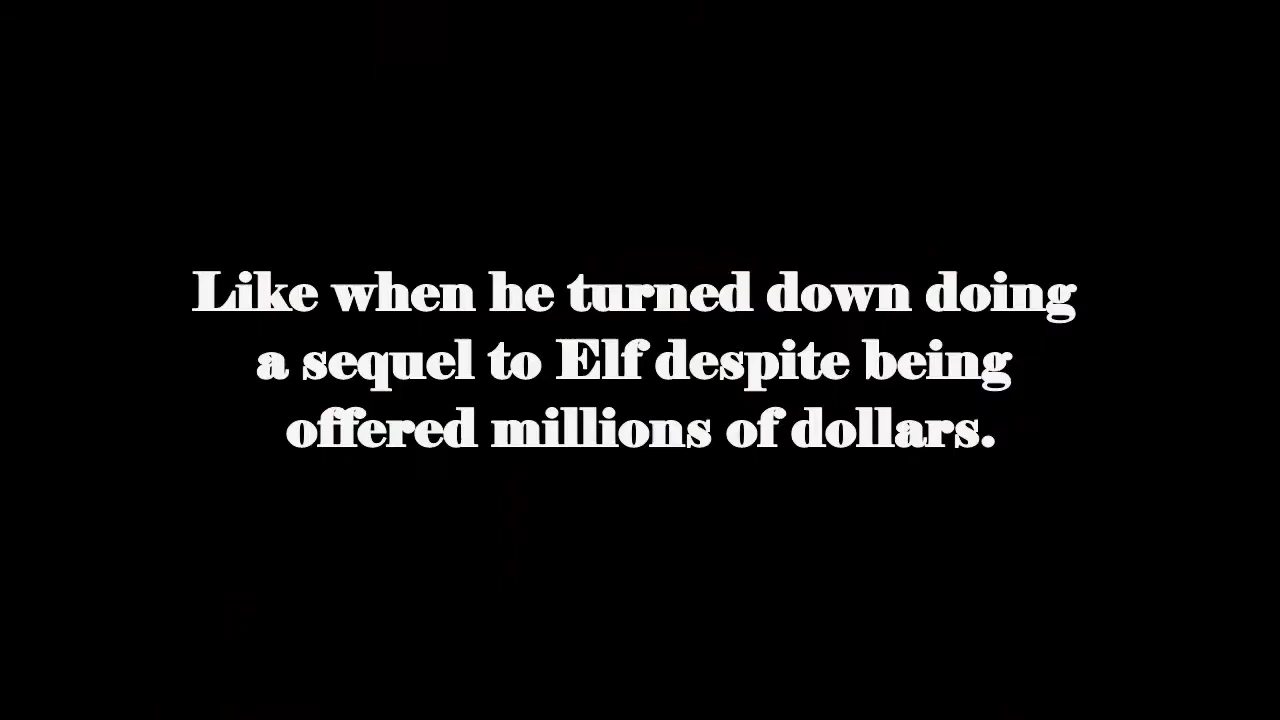 Like when he turned down doing
a sequel to Elf despite being
offered millions of dollars.